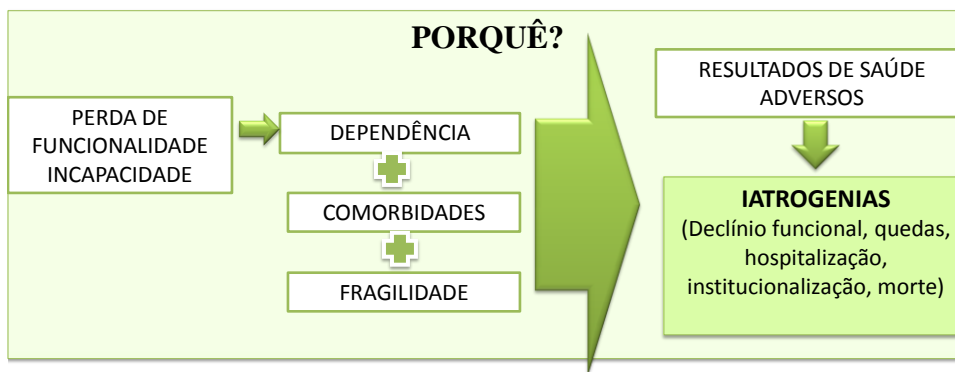 PORQUÊ?
PERDA DE
FUNCIONALIDADE
INCAPACIDADE
DEPENDÊNCIA
COMORBIDADES
FRAGILIDADE
RESULTADOS DE SAÚDE
ADVERSOS
IATROGENIAS
(Declínio funcional, quedas,
hospitalização,
institucionalização, morte)